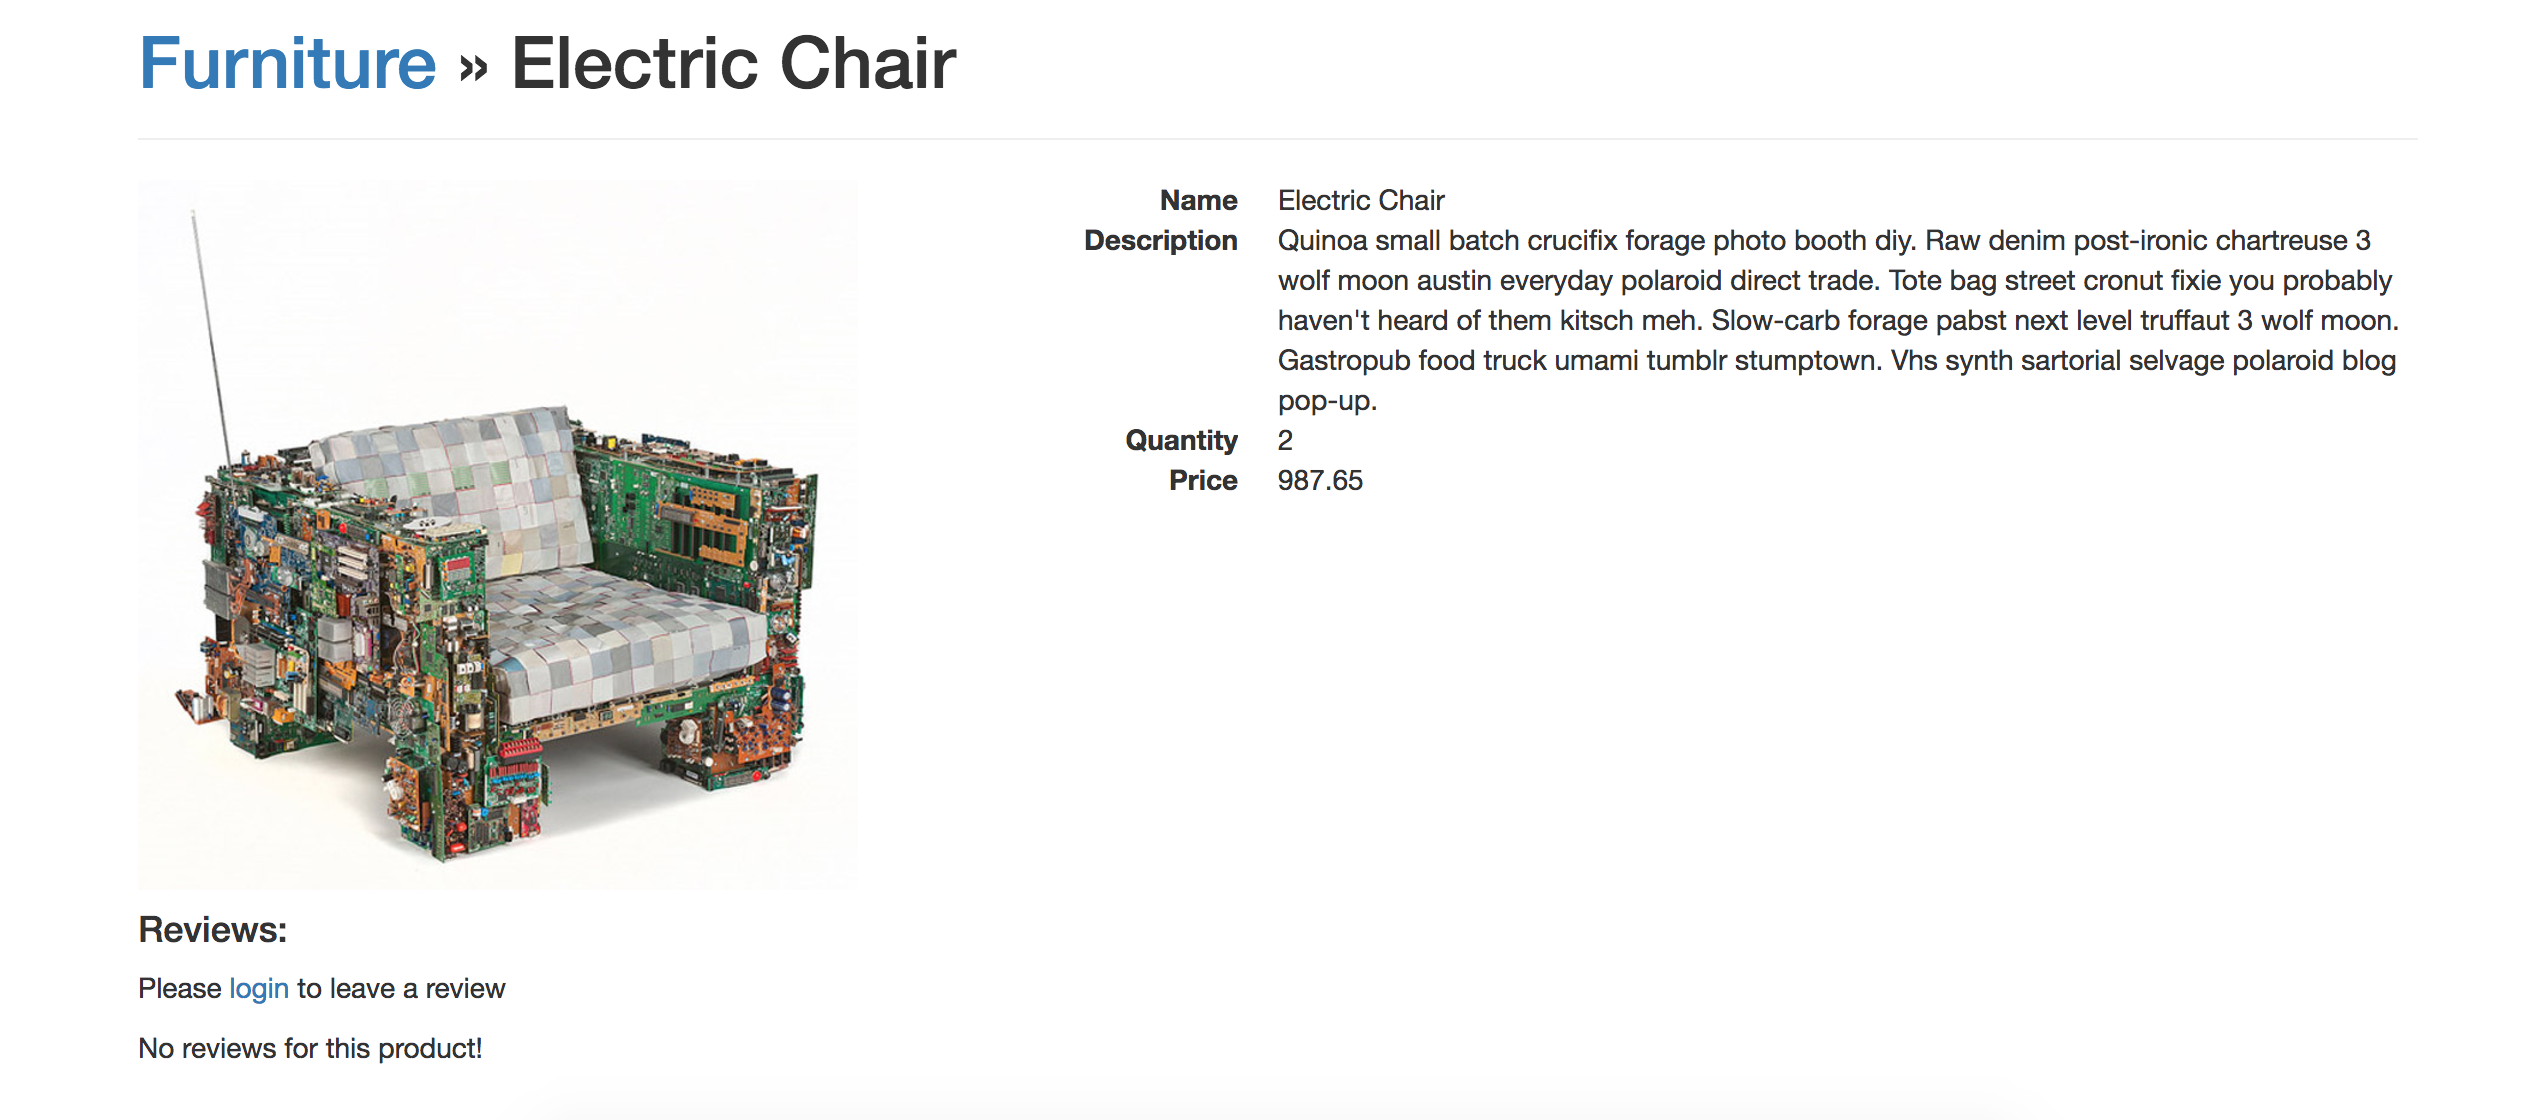 Furniture » Electric Chair
Name Electric Chair
Description Quinoa small batch crucifix forage photo booth diy. Raw denim post-ironic chartreuse 3
wolf moon austin everyday polaroid direct trade. Tote bag street cronut fixie you probably
haven't heard of them kitsch meh. Slow-carb forage pabst next level truffaut 3 wolf moon.
Gastropub food truck umami tumblr stumptown. Vhs synth sartorial selvage polaroid blog
pop-up.
Quantity 2
Price 987.65
Reviews:
Please login to leave a review
No reviews for this product!